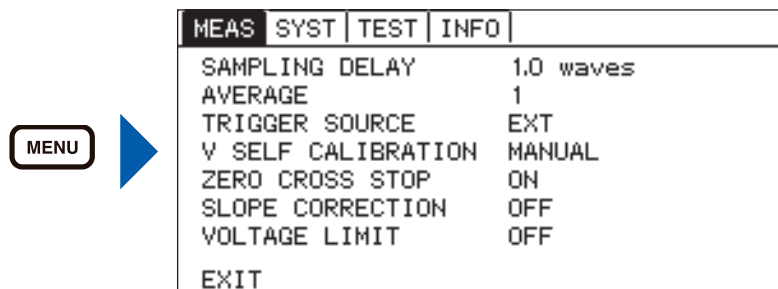 MEAS SYST TEST INFO
SAMPLING DELAY 1.0 waves
AVERAGE 1
TRIGGER SOURCE EXT
MENU
V SELF CALIBRATION MANUAL
ZERO CROSS STOP ON
SLOPE CORRECTION OFF
VOLTAGE LIMIT OFF
EXIT